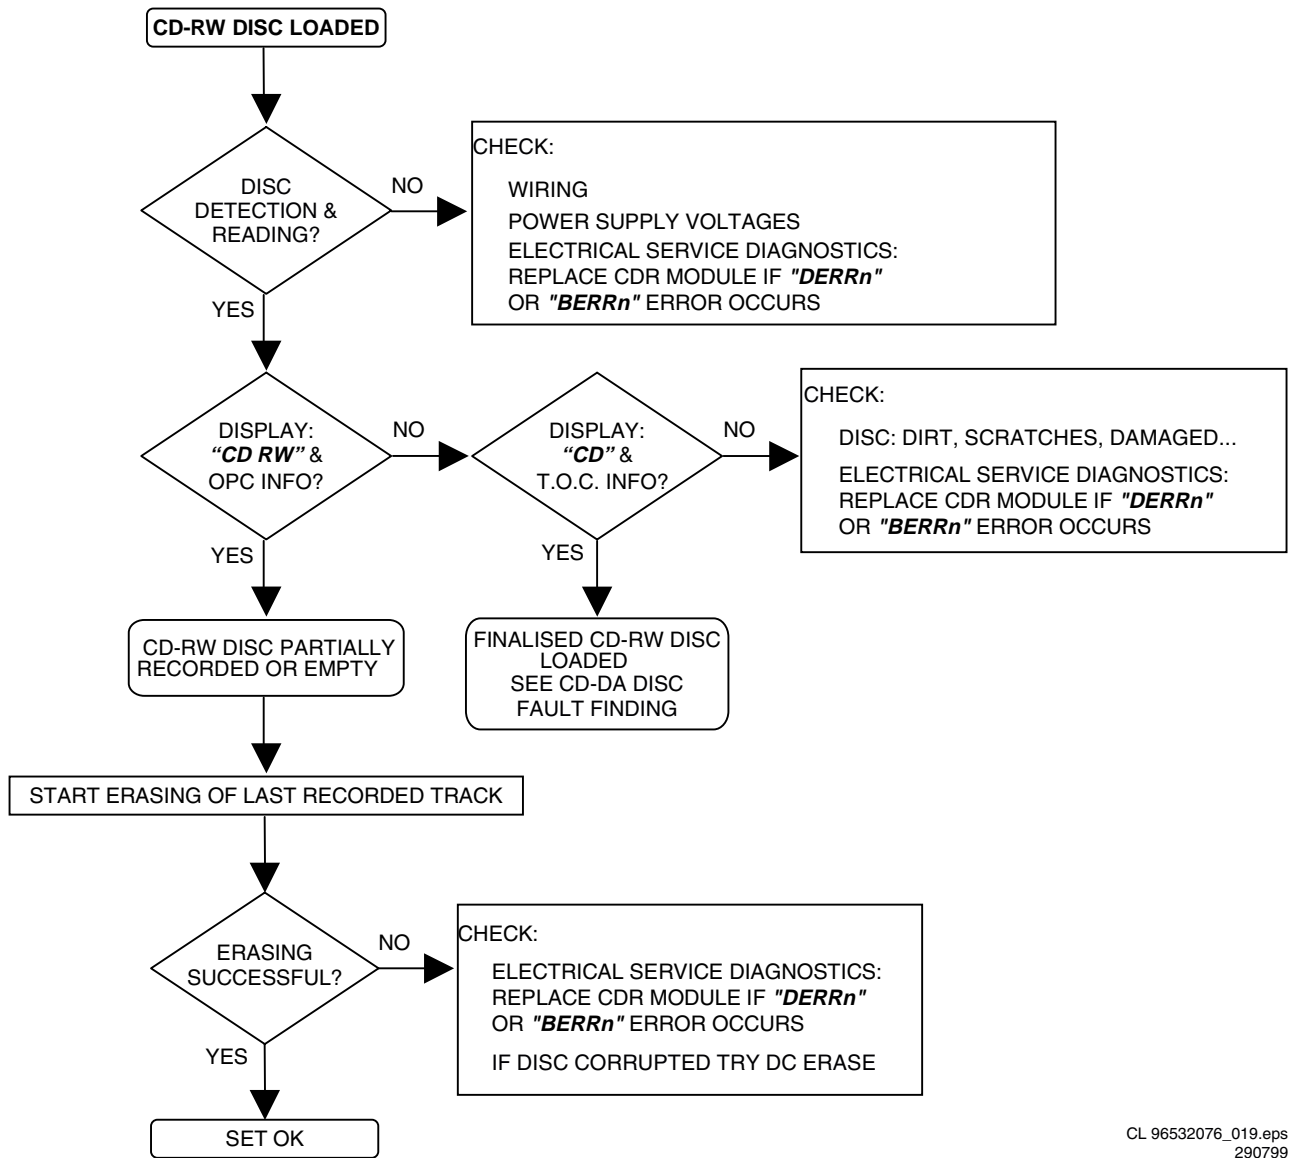 CD-RW DISC LOADED
DISC
DETECTION &
READING?
NO
YES
CHECK:
WIRING
POWER SUPPLY VOLTAGES
ELECTRICAL SERVICE DIAGNOSTICS:
REPLACE CDR MODULE IF "DERRn"
OR "BERRn" ERROR OCCURS
DISPLAY:
“CD RW” &
OPC INFO?
NO
YES
DISPLAY:
“CD” &
T.O.C. INFO?
NO
YES
CHECK:
DISC: DIRT, SCRATCHES, DAMAGED...
ELECTRICAL SERVICE DIAGNOSTICS:
REPLACE CDR MODULE IF "DERRn"
OR "BERRn" ERROR OCCURS
CD-RW DISC PARTIALLY
RECORDED OR EMPTY
FINALISED CD-RW DISC
LOADED
SEE CD-DA DISC
FAULT FINDING
START ERASING OF LAST RECORDED TRACK
ERASING
SUCCESSFUL?
NO
YES
CHECK:
ELECTRICAL SERVICE DIAGNOSTICS:
REPLACE CDR MODULE IF "DERRn"
OR "BERRn" ERROR OCCURS
IF DISC CORRUPTED TRY DC ERASE
SET OK
CL 96532076_019.eps
290799